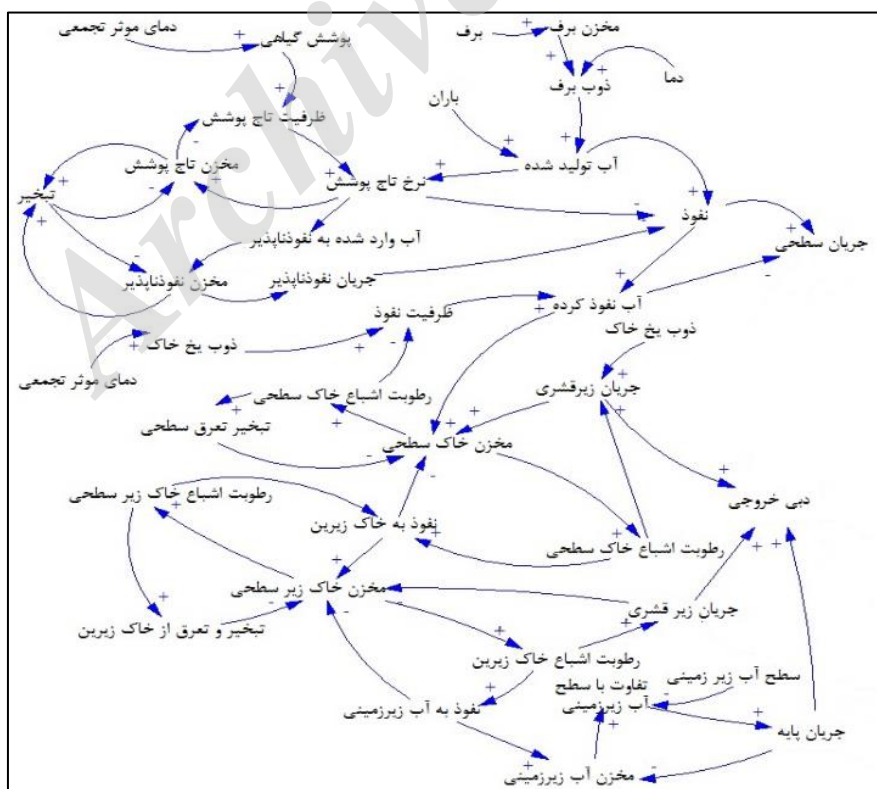 دمای موثر تجمعی
پوشش گیاهی
برف
مخزن برف
ذوب برف
دما
باران
ظرفیت تاج پوشش
آب تولید شده
مخزن تاج پوشش
نرخ تاج پوشش
تبخیر
نفوذ
جریان سطحی
آب وارد شده به نفوذناپذیر
مخزن نفوذناپذیر
جریان نفوذناپذیر
آب نفوذ کرده
ظرفیت نفوذ
ذوب یخ خاک
ذوب یخ خاک
دمای موثر تجمعی
رطوبت اشباع خاک سطحی
جریان زیرقشری
تبخیر تعرق سطحی
مخزن خاک سطحی
رطوبت اشباع خاک زیر سطحی
دبی خروجی
نفوذ به خاک زیرین
رطوبت اشباع خاک سطحی
مخزن خاک زیر سطحی
جریان زیر قشری
تبخیر و تعرق از خاک زیرین
رطوبت اشباع خاک زیرین
سطح آب زیر زمینی
تفاوت با سطح
آب زیرزمینی
نفوذ به آب زیرزمینی
جریان پایه
مخزن آب زیرزمینی
Archive